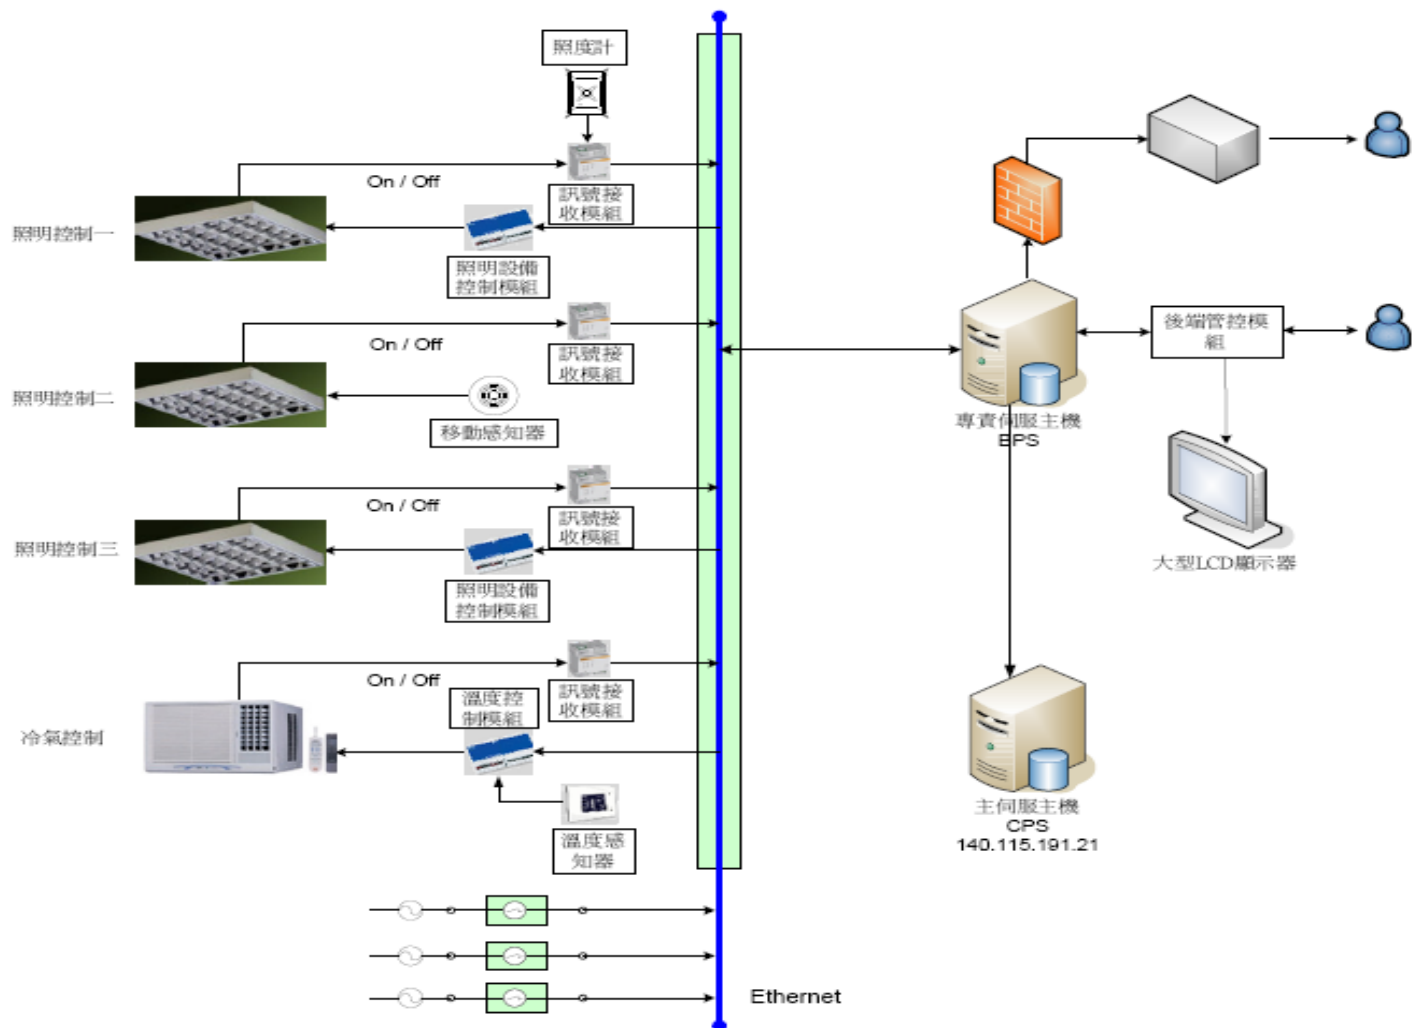 照度計
On / Off
訊號接
收模組
照明控制一
照明設備
控制模組
On / Off
訊號接
收模組
照明控制二
移動感知器
On / Off
訊號接
收模組
照明控制三
照明設備
控制模組
On / Off
訊號接
收模組
溫度控
制模組
冷氣控制
溫度感
知器
Ethernet
後端管控模
組
專責伺服主機
BPS
大型LCD顯示器
主伺服主機
CPS
140.115.191.21